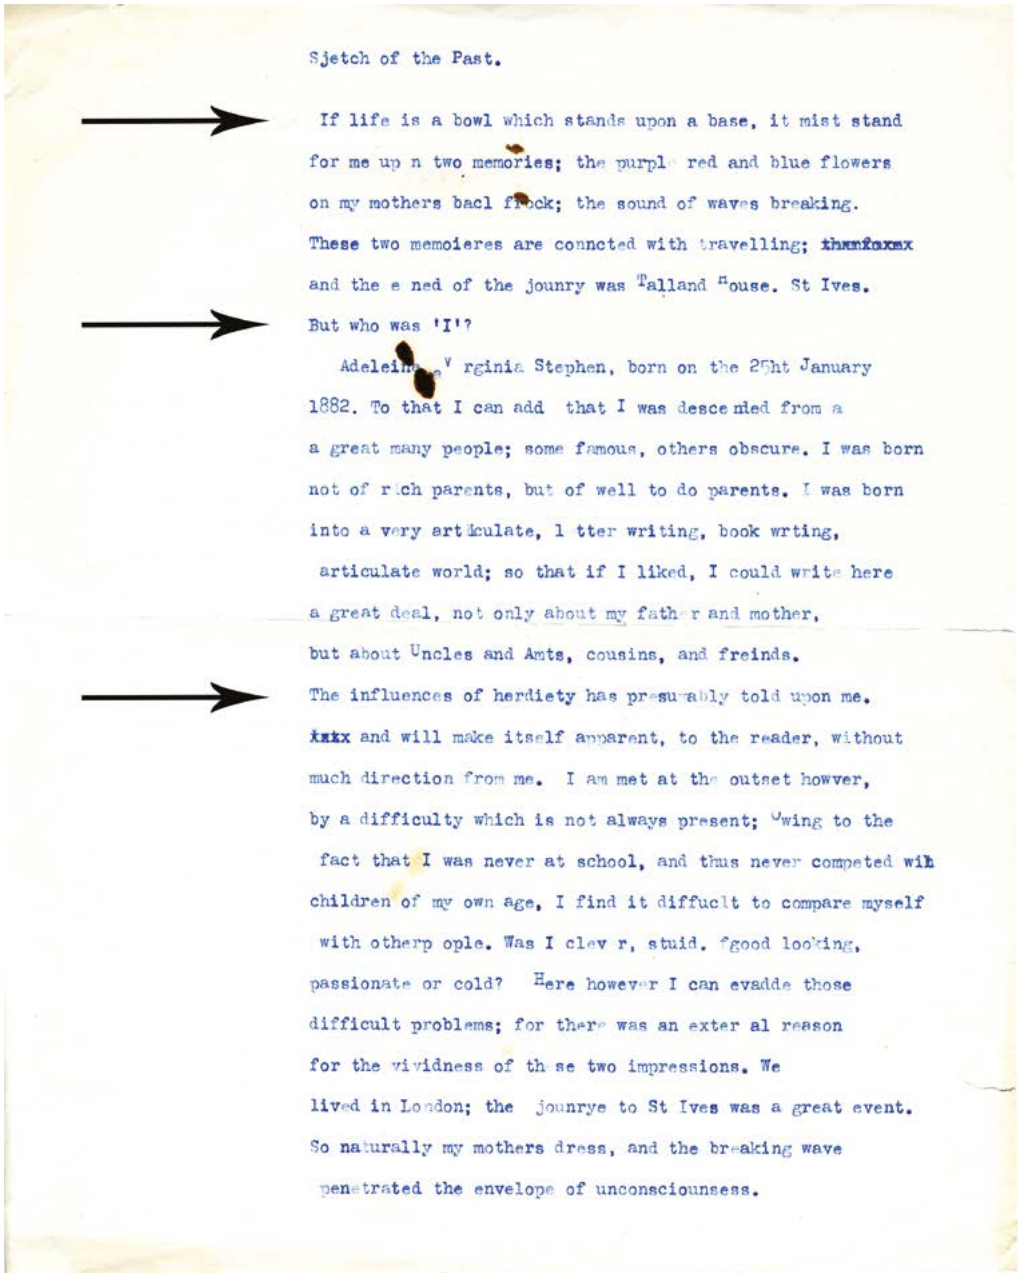 Sjetch of the Past.
If life is a bowl which stands upon a base, it mist stand
for me up n two memories; the purpl red and blue flowers
on my mothers bacl frock; the sound of waves breaking.
These two memoieres are conncted with travelling;
and the e ned of the jounry was Talland House. St Ives.
But who was 'I'?
Adeleine V rginia Stephen, born on the 25ht January
1882. To that I can add that I was descended from a
a great many people; some famous, others obscure. I was born
not of rich parents, but of well to do parents. I was born
into a very articulate, l tter writing, book wrting,
articulate world; so that if I liked, I could write here
a great deal, not only about my father and mother,
but about Uncles and Amts, cousins, and freinds.
The influences of herdiety has presumably told upon me.
and will make itself apparent, to the reader, without
much direction from me. I am met at the outset howver,
by a difficulty which is not always present; Owing to the
fact that I was never at school, and thus never competed wih
children of my own age, I find it diffuclt to compare myself
with otherp ople. Was I clev r, stuid. fgood looking,
passionate or cold? Here however I can evadde those
difficult problems; for there was an exter al reason
for the vividness of th se two impressions. We
lived in London; the jounrye to St Ives was a great event.
So naturally my mothers dress, and the breaking wave
penetrated the envelope of unconsciounsess.